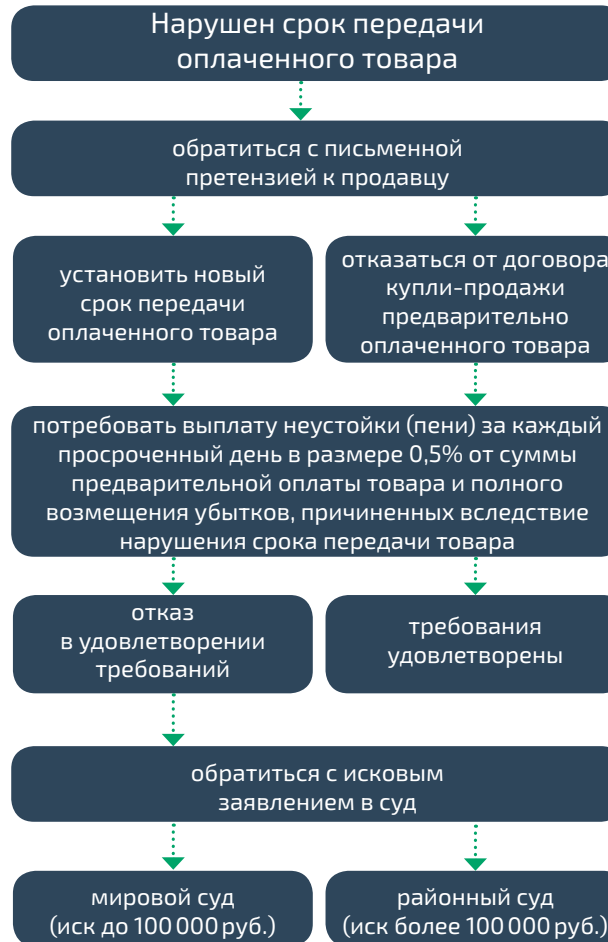 Нарушен срок передачи
оплаченного товара
обратиться с письменной
претензией к продавцу
установить новый
срок передачи
оплаченного товара
отказаться от договора
купли-продажи
предварительно
оплаченного товара
потребовать выплату неустойки (пени) за каждый
просроченный день в размере 0,5% от суммы
предварительной оплаты товара и полного
возмещения убытков, причиненных вследствие
нарушения срока передачи товара
отказ
в удовлетворении
требований
требования
удовлетворены
обратиться с исковым
заявлением в суд
мировой суд
(иск до 100 000 руб.)
районный суд
(иск более 100 000 руб.)